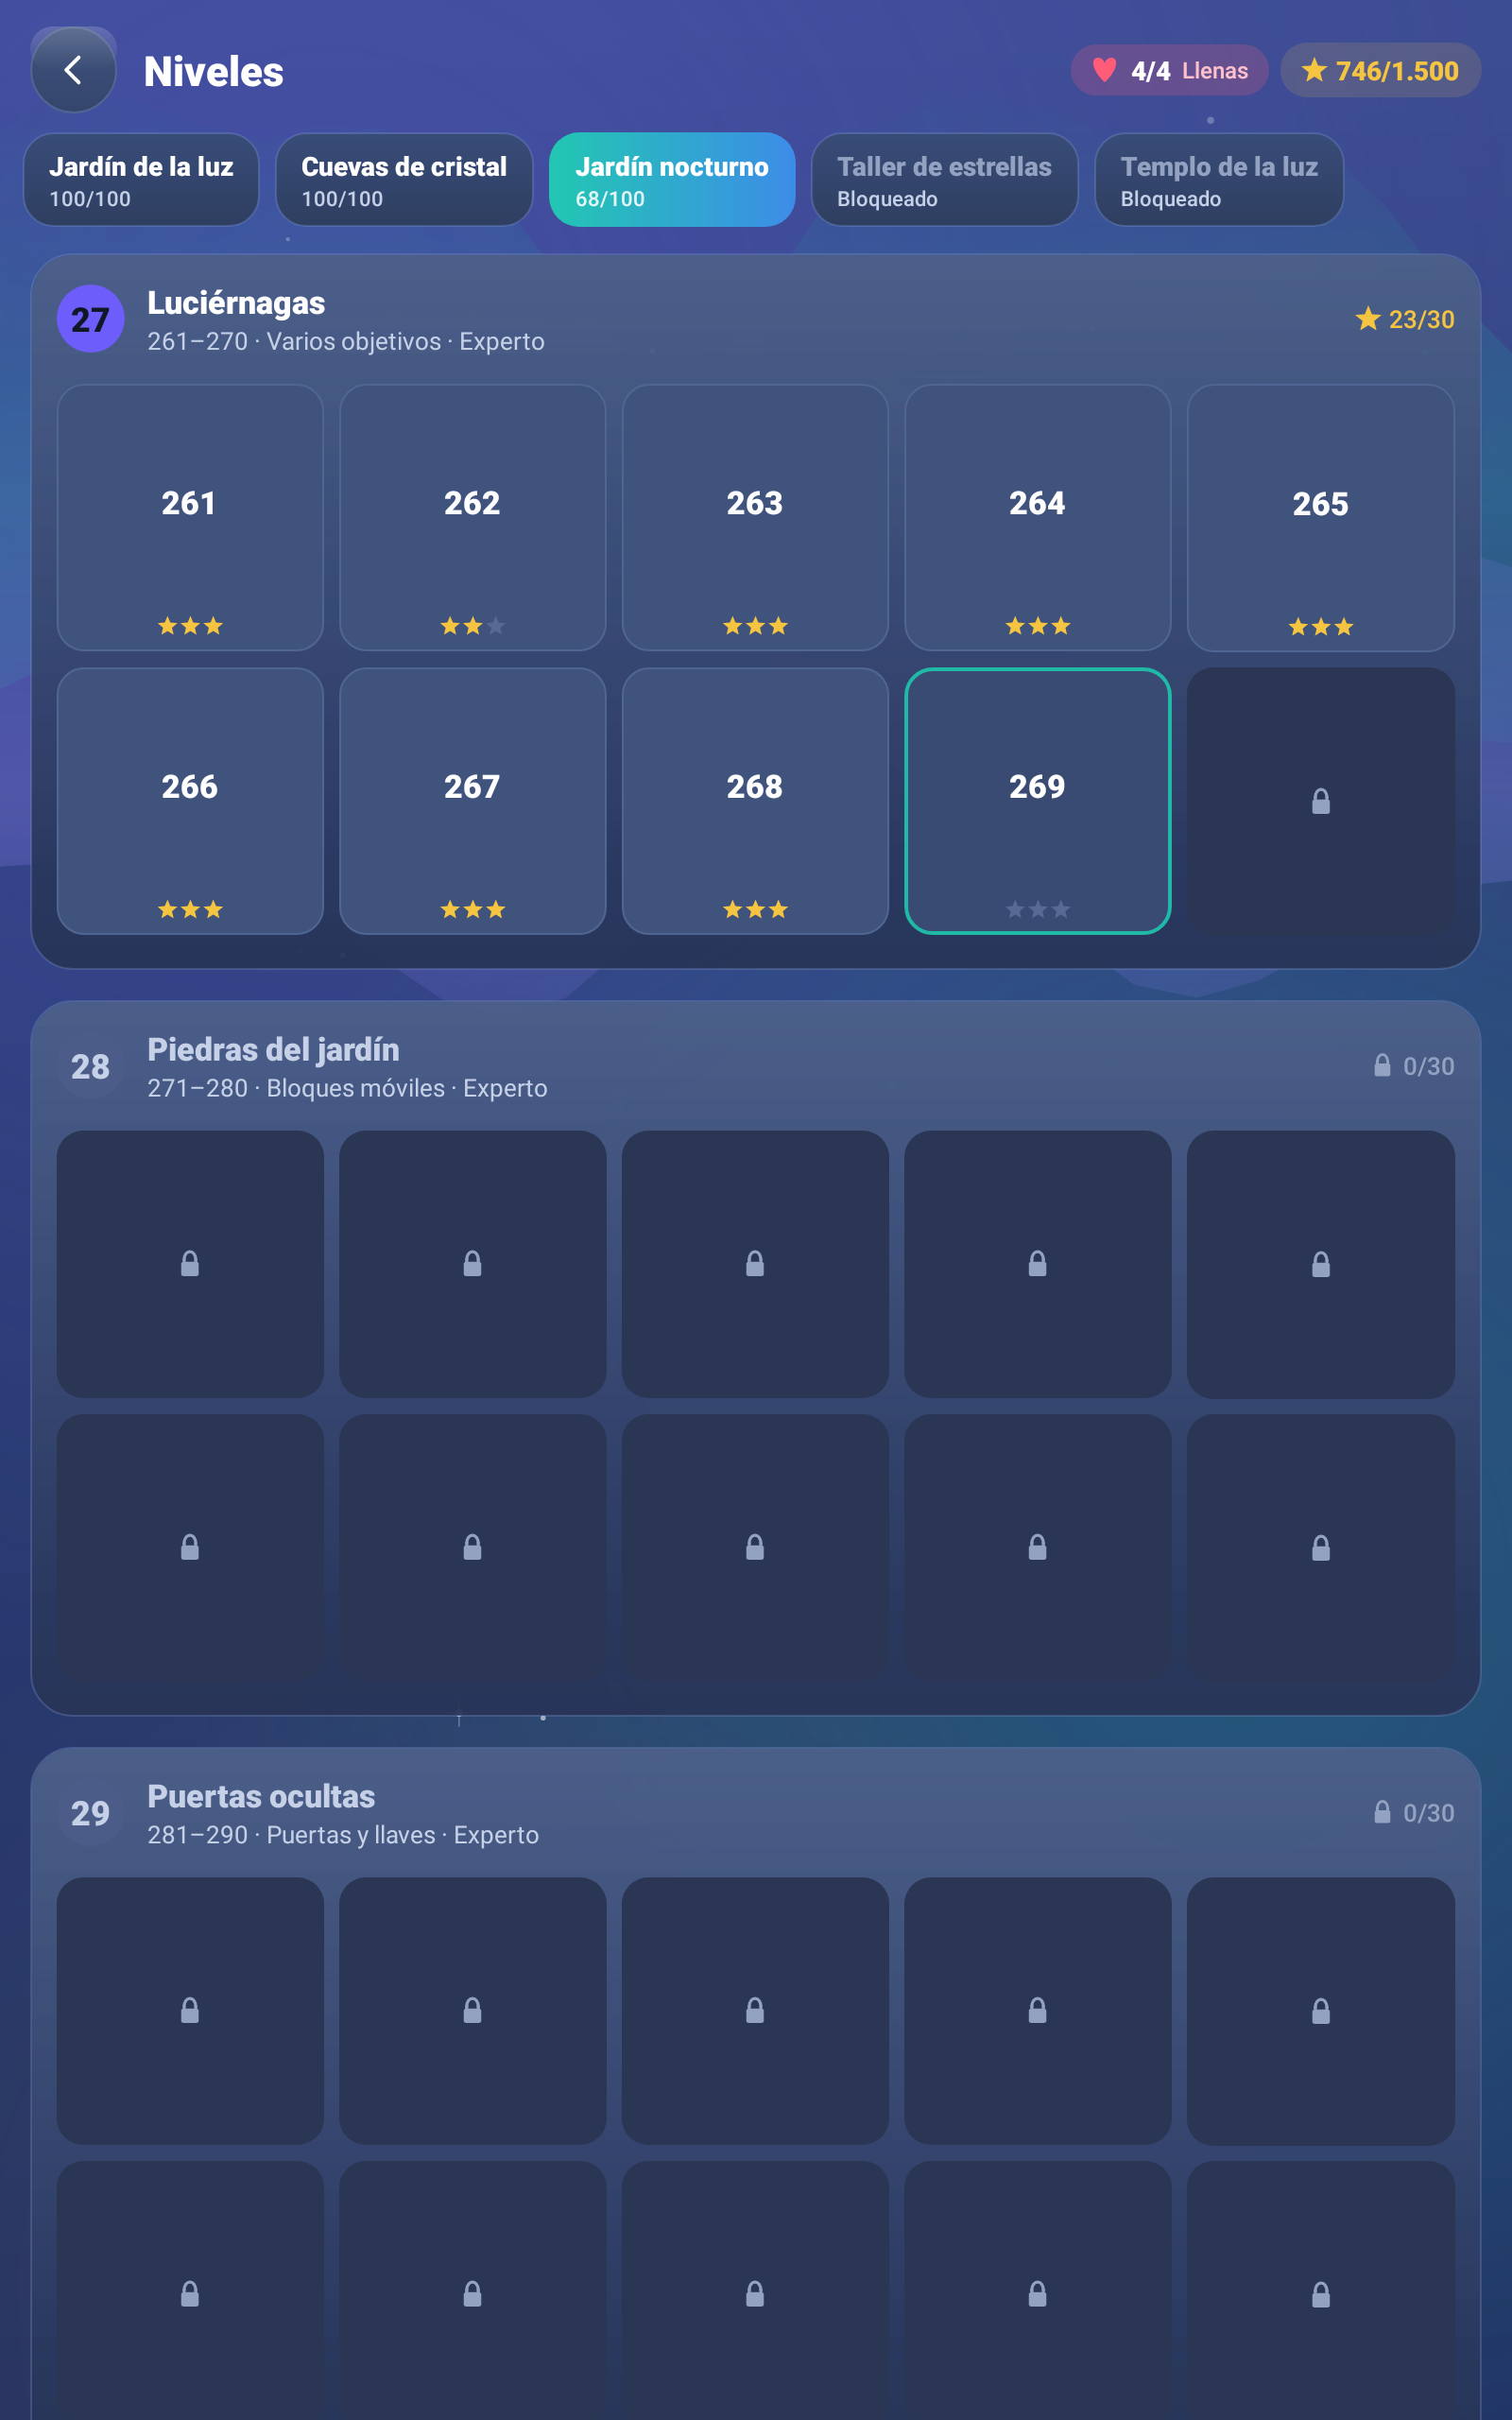 Niveles
4/4 Llenas
746/1.500
Jardín de la luz
100/100
Cuevas de cristal
100/100
Jardín nocturno
68/100
Taller de estrellas
Bloqueado
Templo de la luz
Bloqueado
27
Luciérnagas
261–270 · Varios objetivos · Experto
23/30
261
262
263
264
265
266
267
268
269
28
Piedras del jardín
271–280 · Bloques móviles · Experto
0/30
29
Puertas ocultas
281–290 · Puertas y llaves · Experto
0/30